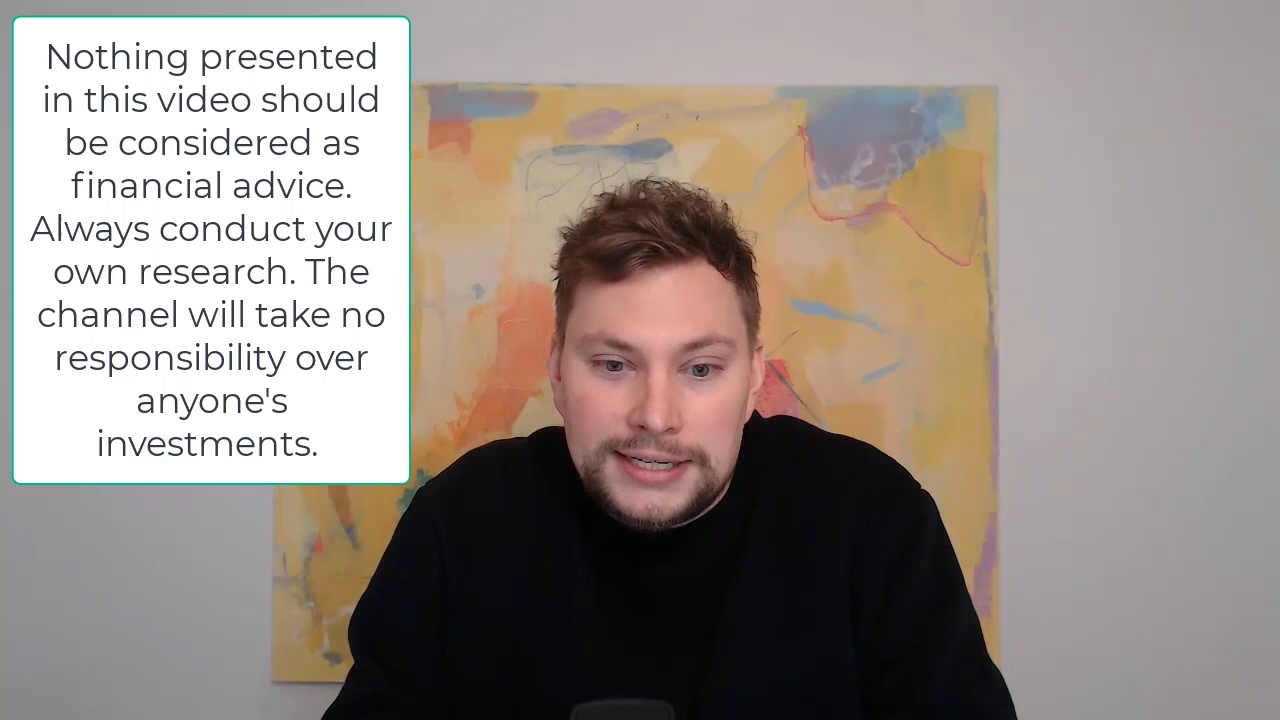 Nothing presented
in this video should
be considered as
financial advice.
Always conduct your
own research. The
channel will take no
responsibility over
anyone's
investments.